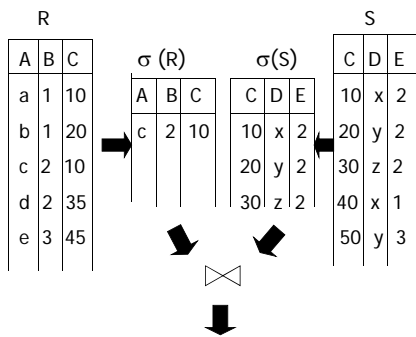 R
A B C
a 1 10
b 1 20
c 2 10
d 2 35
e 3 45
σ (R)
A B C
c 2 10
σ(S)
C D E
10 x 2
20 y 2
30 z 2
S
C D E
10 x 2
20 y 2
30 z 2
40 x 1
50 y 3
⋈